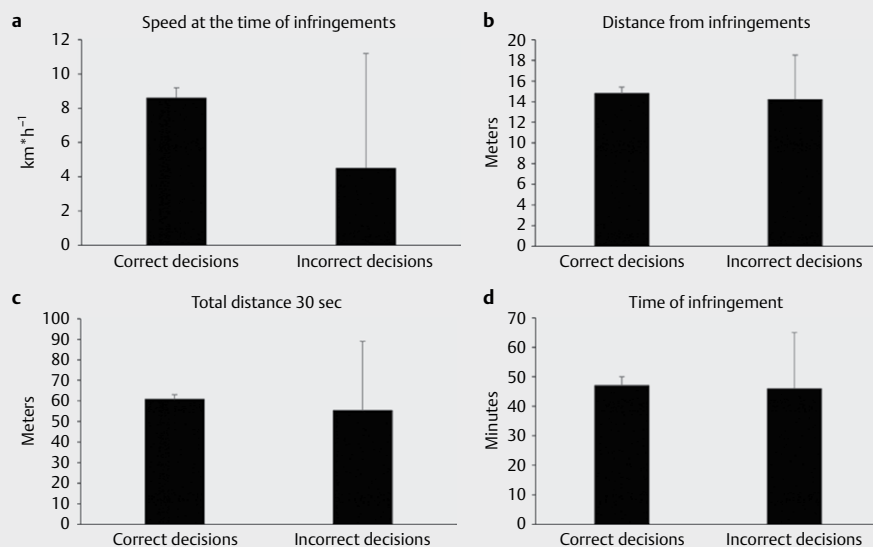 a
Speed at the time of infringements
12
10
8
6
4
2
0
km*h⁻¹
Correct decisions
Incorrect decisions
b
Distance from infringements
20
18
16
14
12
10
8
6
4
2
0
Meters
Correct decisions
Incorrect decisions
c
Total distance 30 sec
100
90
80
70
60
50
40
30
20
10
0
Meters
Correct decisions
Incorrect decisions
d
Time of infringement
70
60
50
40
30
20
10
0
Minutes
Correct decisions
Incorrect decisions